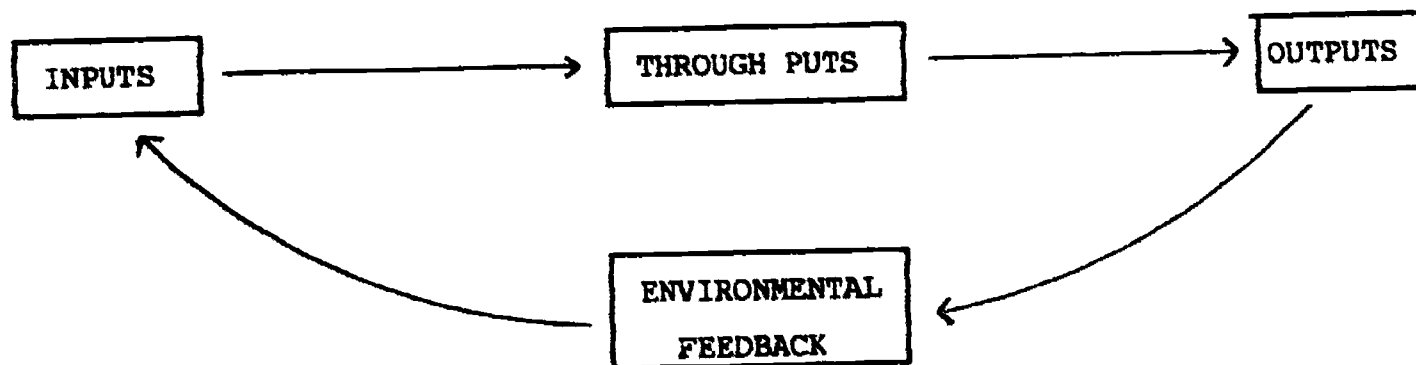 INPUTS
THROUGH PUTS
OUTPUTS
ENVIRONMENTAL
FEEDBACK